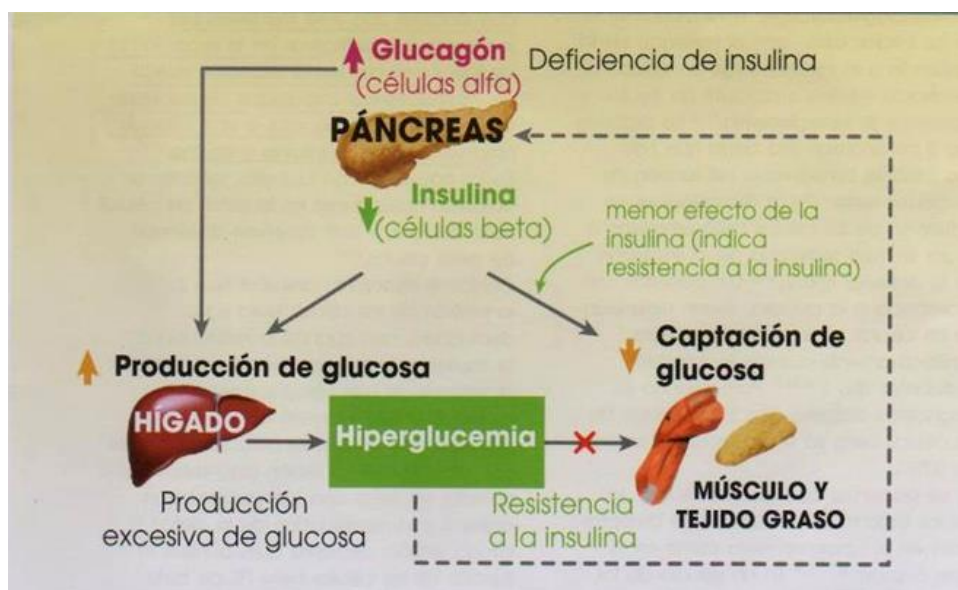 Glucagón
(células alfa)
Deficiencia de insulina
PÁNCREAS
Insulina
(células beta)
menor efecto de la
insulina (indica
resistencia a la insulina)
Producción de glucosa
Captación de
glucosa
HÍGADO
Hiperglucemia
Producción
excesiva de glucosa
Resistencia
a la insulina
MÚSCULO Y
TEJIDO GRASO